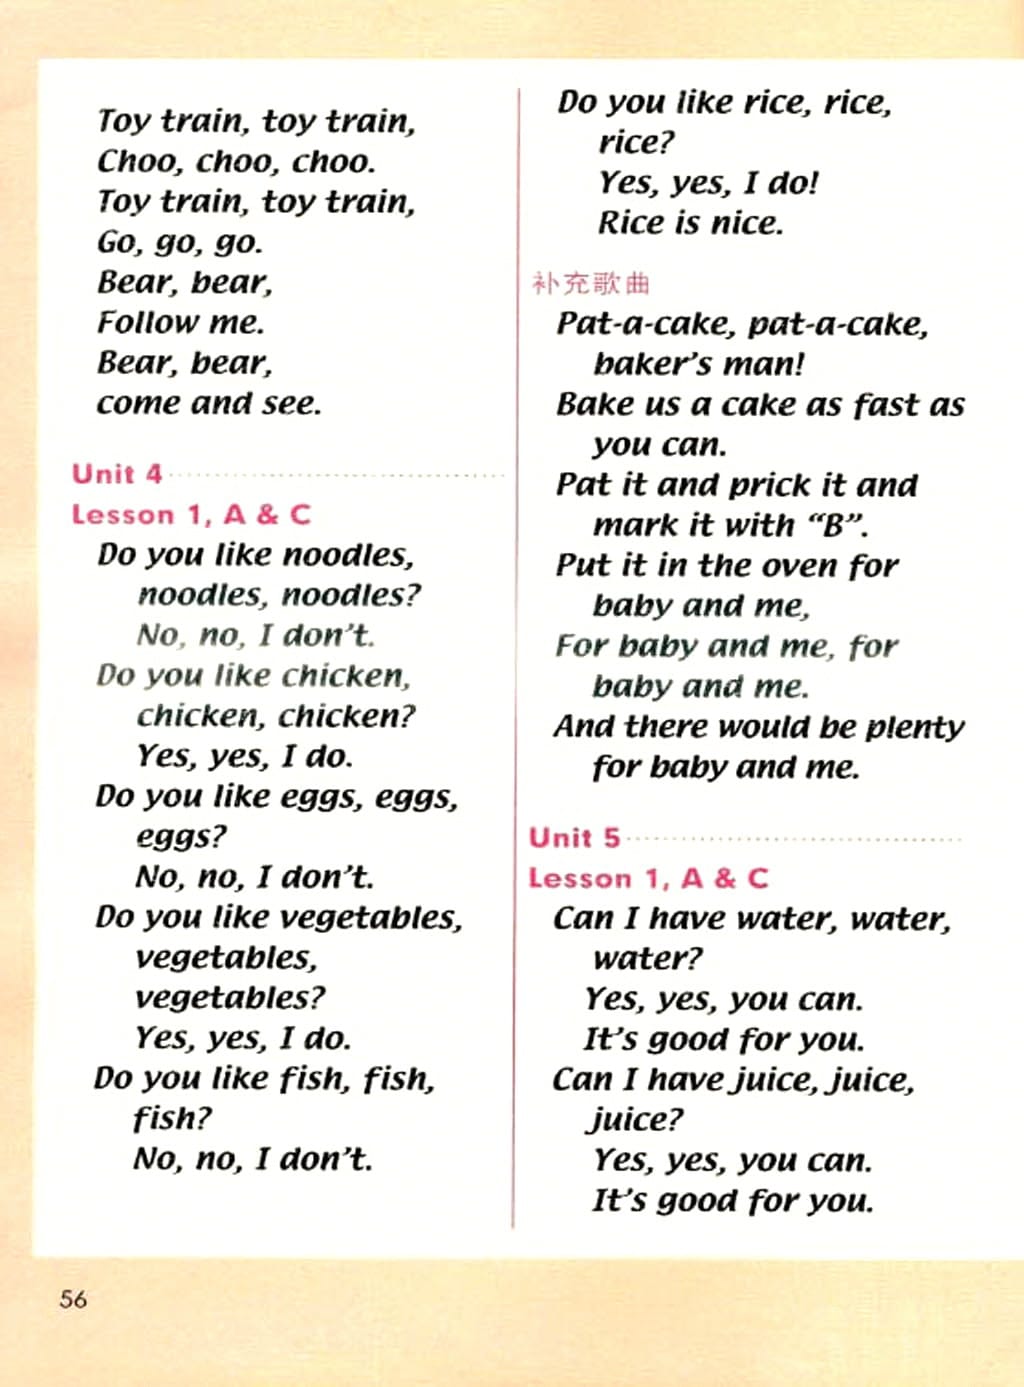 Toy train, toy train,
Choo, choo, choo.
Toy train, toy train,
Go, go, go.
Bear, bear,
Follow me.
Bear, bear,
come and see.
Unit 4
Lesson 1, A & C
Do you like noodles,
noodles, noodles?
No, no, I don't.
Do you like chicken,
chicken, chicken?
Yes, yes, I do.
Do you like eggs, eggs,
eggs?
No, no, I don't.
Do you like vegetables,
vegetables,
vegetables?
Yes, yes, I do.
Do you like fish, fish,
fish?
No, no, I don't.
Do you like rice, rice,
rice?
Yes, yes, I do!
Rice is nice.
补充歌曲
Pat-a-cake, pat-a-cake,
baker's man!
Bake us a cake as fast as
you can.
Pat it and prick it and
mark it with “B”.
Put it in the oven for
baby and me,
For baby and me, for
baby and me.
And there would be plenty
for baby and me.
Unit 5
Lesson 1, A & C
Can I have water, water,
water?
Yes, yes, you can.
It's good for you.
Can I have juice, juice,
juice?
Yes, yes, you can.
It's good for you.
56